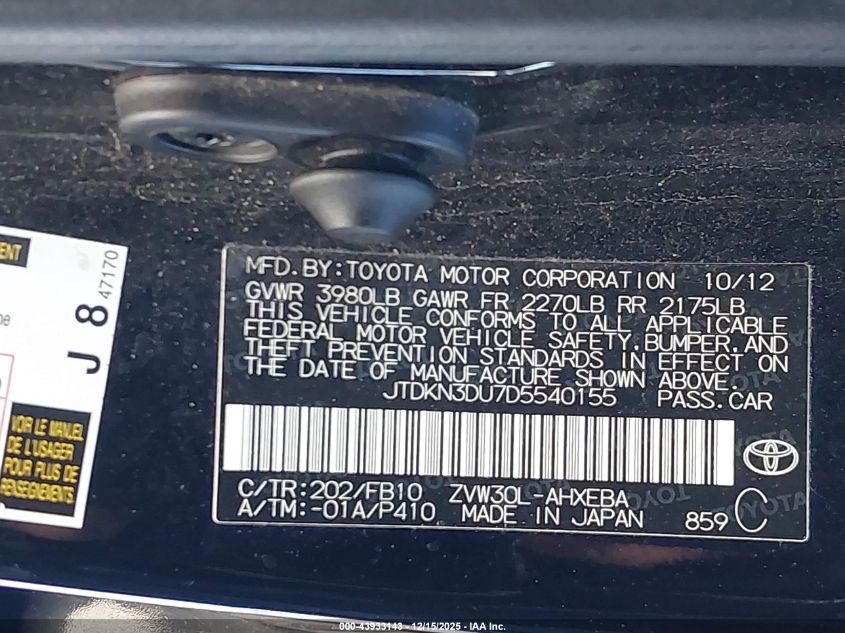 MENT
J 8 47170
VOIR LE MANUEL
DE L'USAGER
POUR PLUS DE
RENSEIGNEMENTS
MFD.BY:TOYOTA MOTOR CORPORATION 10/12
GVWR 3980LB GAWR FR 2270LB RR 2175LB
THIS VEHICLE CONFORMS TO ALL APPLICABLE
FEDERAL MOTOR VEHICLE SAFETY,BUMPER,AND
THEFT PREVENTION STANDARDS IN EFFECT ON
THE DATE OF MANUFACTURE SHOWN ABOVE.
JTDKN3DU7D5540155 PASS.CAR
TOYOTA
C/TR:202/FB10 ZVW30L-AHXEBA
A/TM:-01A/P410 MADE IN JAPAN 859 C
000-43933143 - 12/15/2025 - IAA Inc.